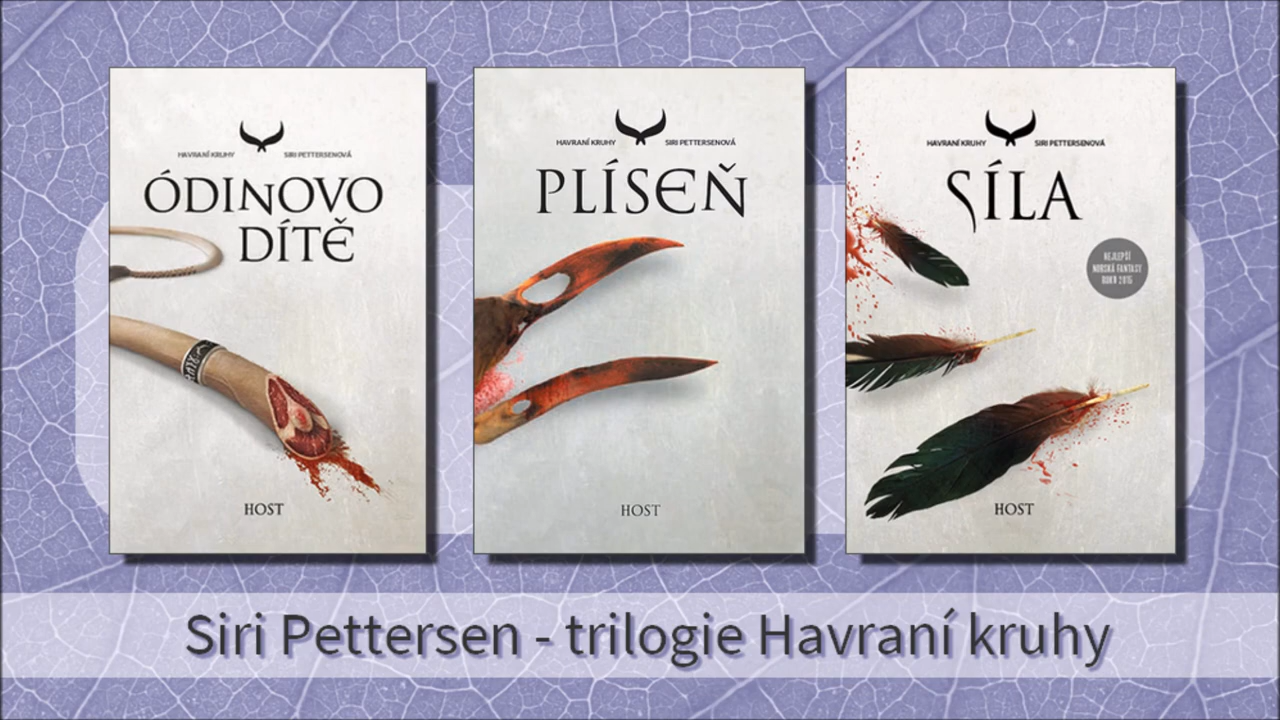 HAVRANÍ KRUHY SIRI PETTERSENOVÁ
ÓDINOVO
DÍTĚ
HOST
HAVRANÍ KRUHY SIRI PETTERSENOVÁ
PLÍSEŇ
HOST
HAVRANÍ KRUHY SIRI PETTERSENOVÁ
SÍLA
NEJLEPŠÍ
NORSKÁ FANTASY
ROKU 2015
HOST
Siri Pettersen - trilogie Havraní kruhy